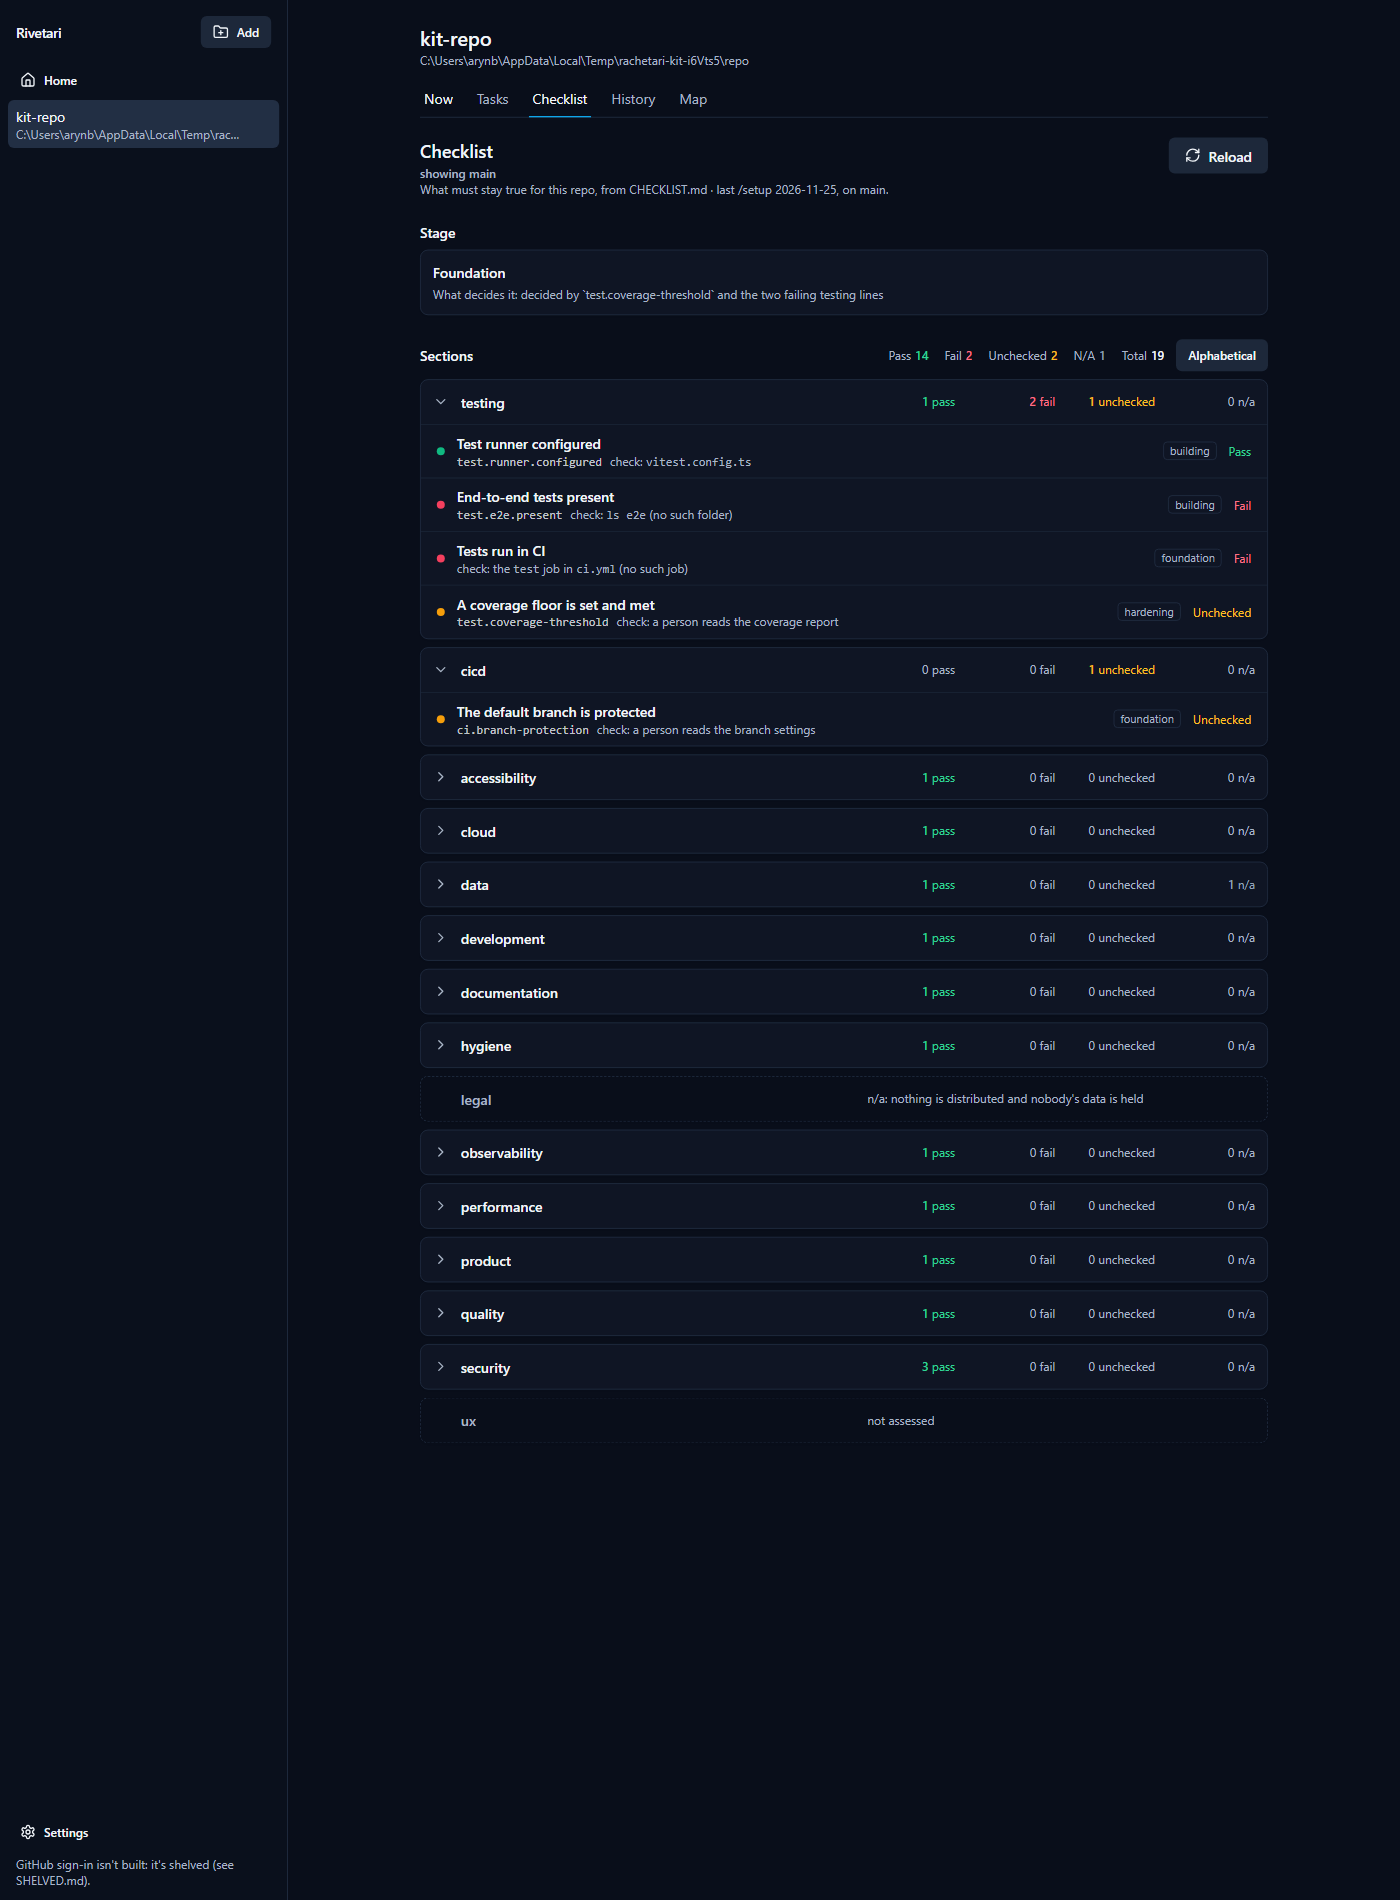 Rivetari
Add
Home
kit-repo
C:\Users\arynb\AppData\Local\Temp\rac...
kit-repo
C:\Users\arynb\AppData\Local\Temp\rachetari-kit-i6Vts5\repo
Now Tasks Checklist History Map
Checklist
Reload
showing main
What must stay true for this repo, from CHECKLIST.md · last /setup 2026-11-25, on main.
Stage
Foundation
What decides it: decided by `test.coverage-threshold` and the two failing testing lines
Sections Pass 14 Fail 2 Unchecked 2 N/A 1 Total 19 Alphabetical
testing 1 pass 2 fail 1 unchecked 0 n/a
Test runner configured
test.runner.configured check: vitest.config.ts
building Pass
End-to-end tests present
test.e2e.present check: ls e2e (no such folder)
building Fail
Tests run in CI
check: the test job in ci.yml (no such job)
foundation Fail
A coverage floor is set and met
test.coverage-threshold check: a person reads the coverage report
hardening Unchecked
cicd 0 pass 0 fail 1 unchecked 0 n/a
The default branch is protected
ci.branch-protection check: a person reads the branch settings
foundation Unchecked
accessibility 1 pass 0 fail 0 unchecked 0 n/a
cloud 1 pass 0 fail 0 unchecked 0 n/a
data 1 pass 0 fail 0 unchecked 1 n/a
development 1 pass 0 fail 0 unchecked 0 n/a
documentation 1 pass 0 fail 0 unchecked 0 n/a
hygiene 1 pass 0 fail 0 unchecked 0 n/a
legal n/a: nothing is distributed and nobody's data is held
observability 1 pass 0 fail 0 unchecked 0 n/a
performance 1 pass 0 fail 0 unchecked 0 n/a
product 1 pass 0 fail 0 unchecked 0 n/a
quality 1 pass 0 fail 0 unchecked 0 n/a
security 3 pass 0 fail 0 unchecked 0 n/a
ux not assessed
Settings
GitHub sign-in isn't built: it's shelved (see
SHELVED.md).